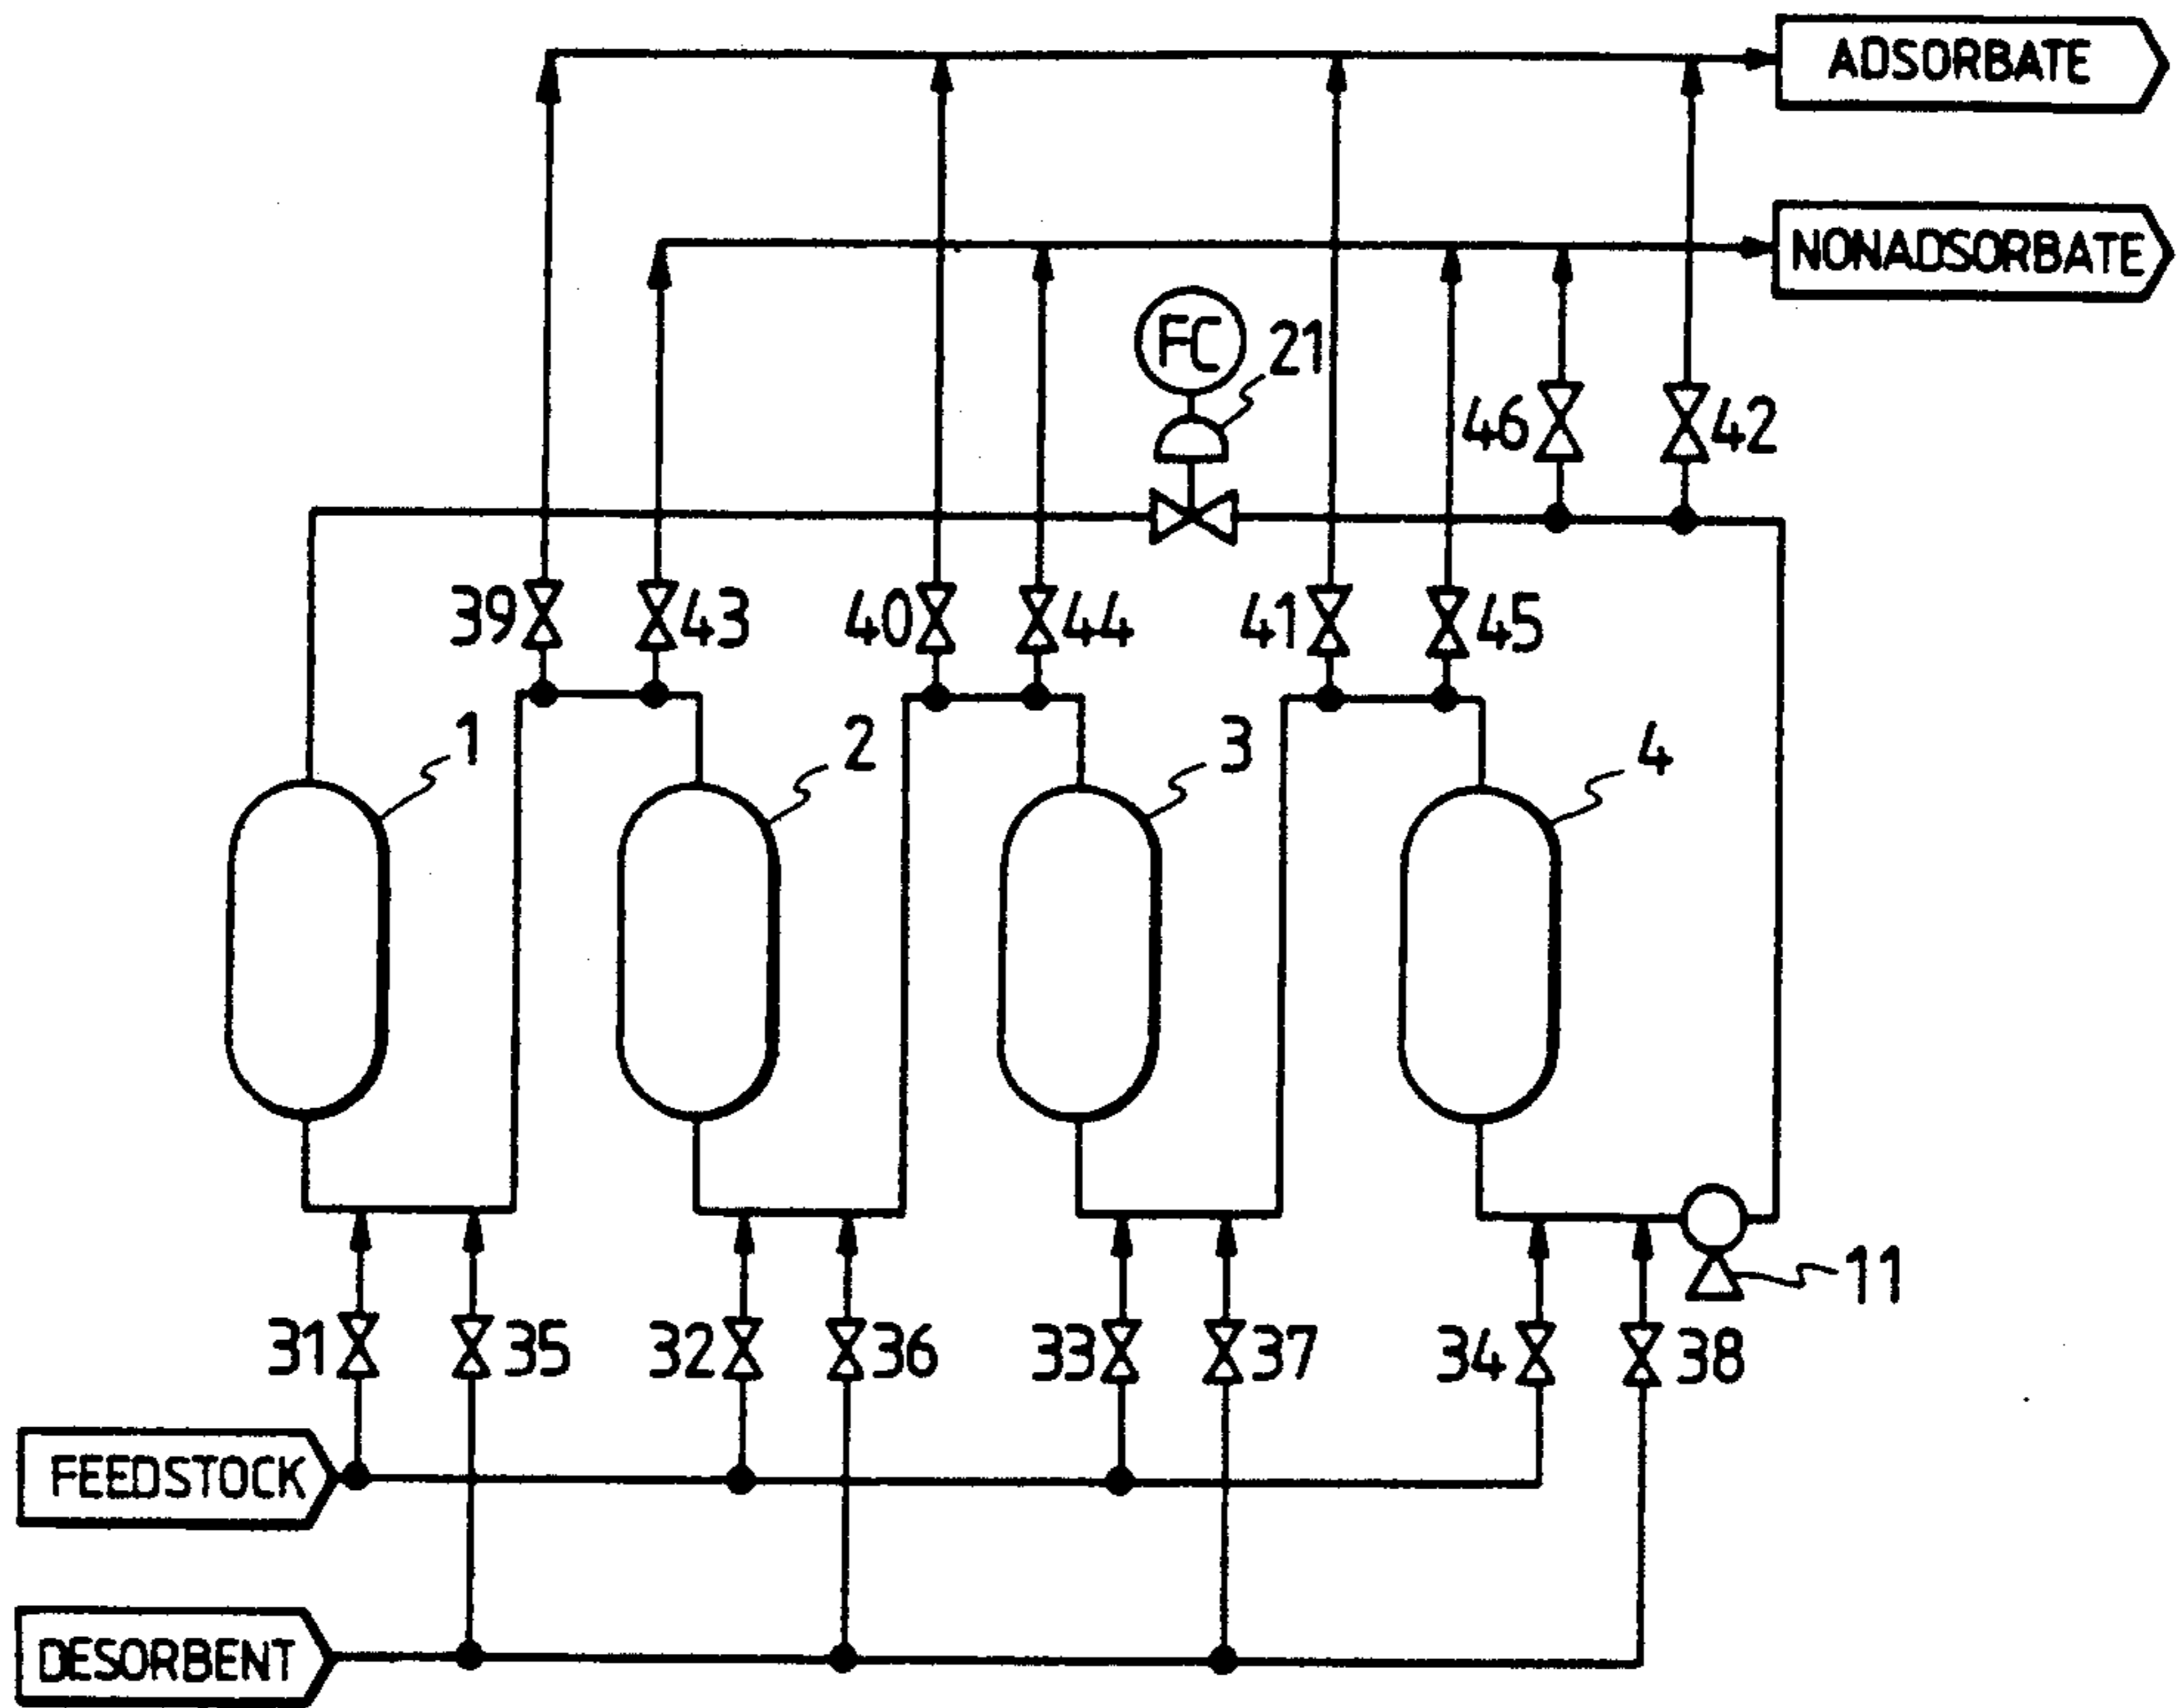 ADSORBATE
NONADSORBATE
FC 21
46 42
39 43 40 44 41 45
1 2 3 4
11
31 35 32 36 33 37 34 38
FEEDSTOCK
DESORBENT